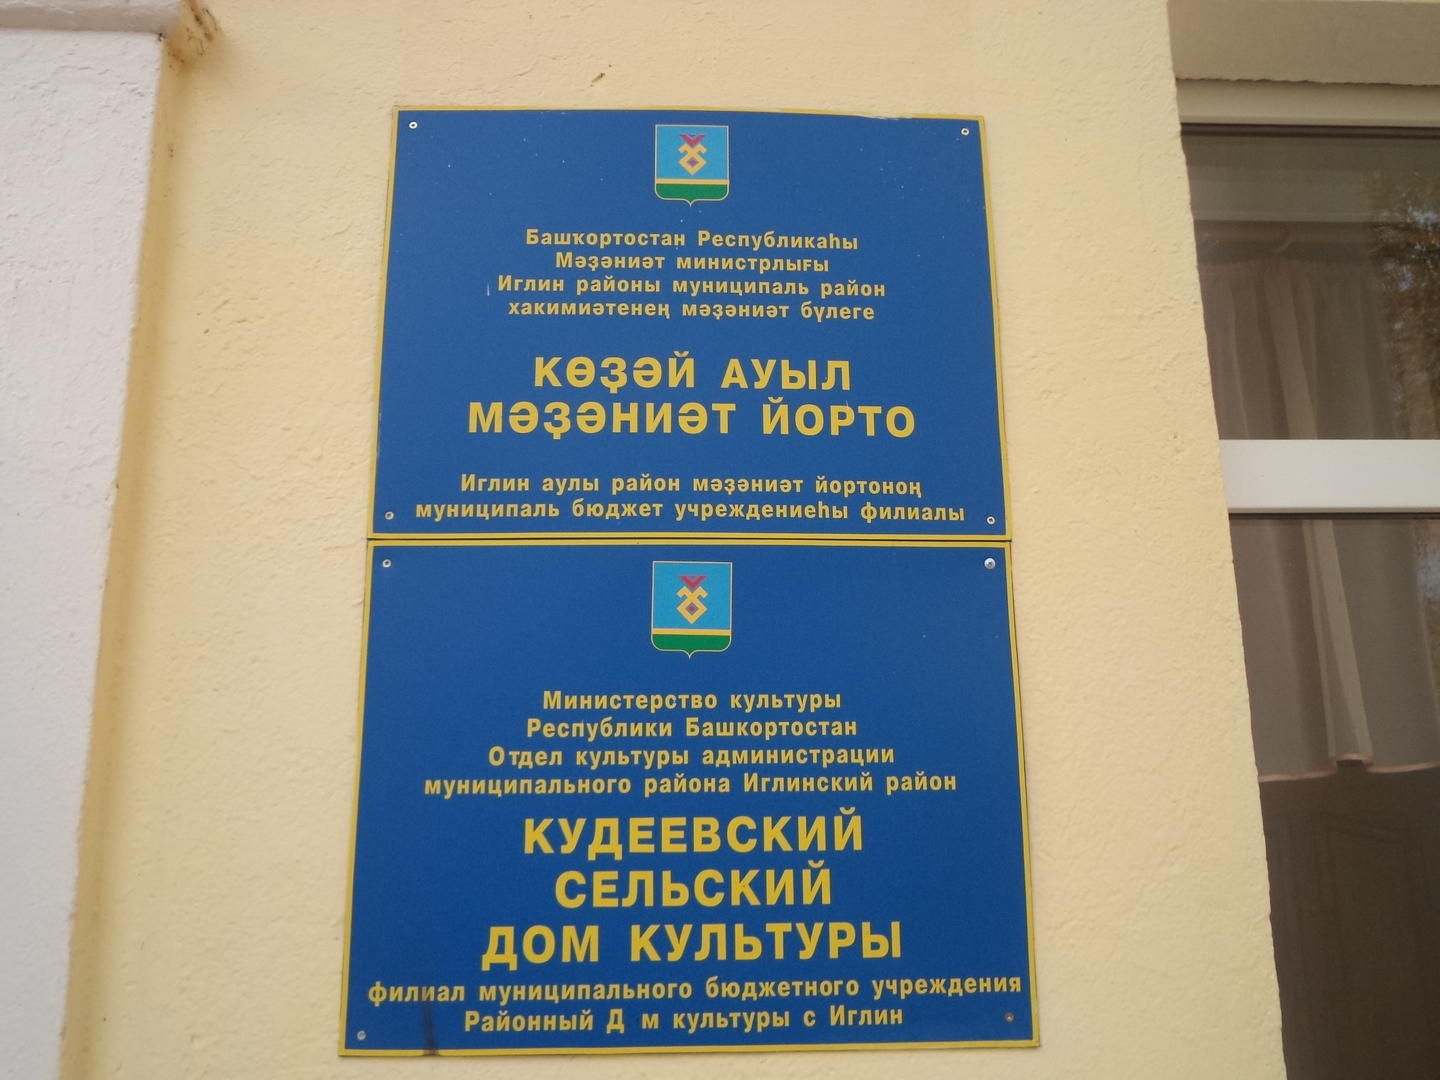 Башҡортостан Республикаһы
Мәҙәниәт министрлығы
Иглин районы муниципаль район
хакимиәтенең мәҙәниәт бүлеге
КӨҘӘЙ АУЫЛ
МӘҘӘНИӘТ ЙОРТО
Иглин аулы район мәҙәниәт йортоноң
муниципаль бюджет учреждениеһы филиалы
Министерство культуры
Республики Башкортостан
Отдел культуры администрации
муниципального района Иглинский район
КУДЕЕВСКИЙ
СЕЛЬСКИЙ
ДОМ КУЛЬТУРЫ
филиал муниципального бюджетного учреждения
Районный Д м культуры с Иглин